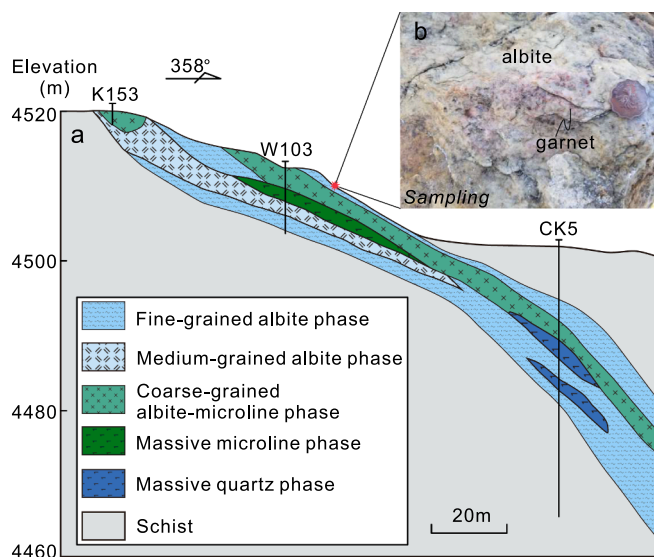 Elevation
(m)
358°
K153
4520
a
W103
b
albite
garnet
Sampling
CK5
4500
4480
4460
Fine-grained albite phase
Medium-grained albite phase
Coarse-grained
albite-microline phase
Massive microline phase
Massive quartz phase
Schist
20m